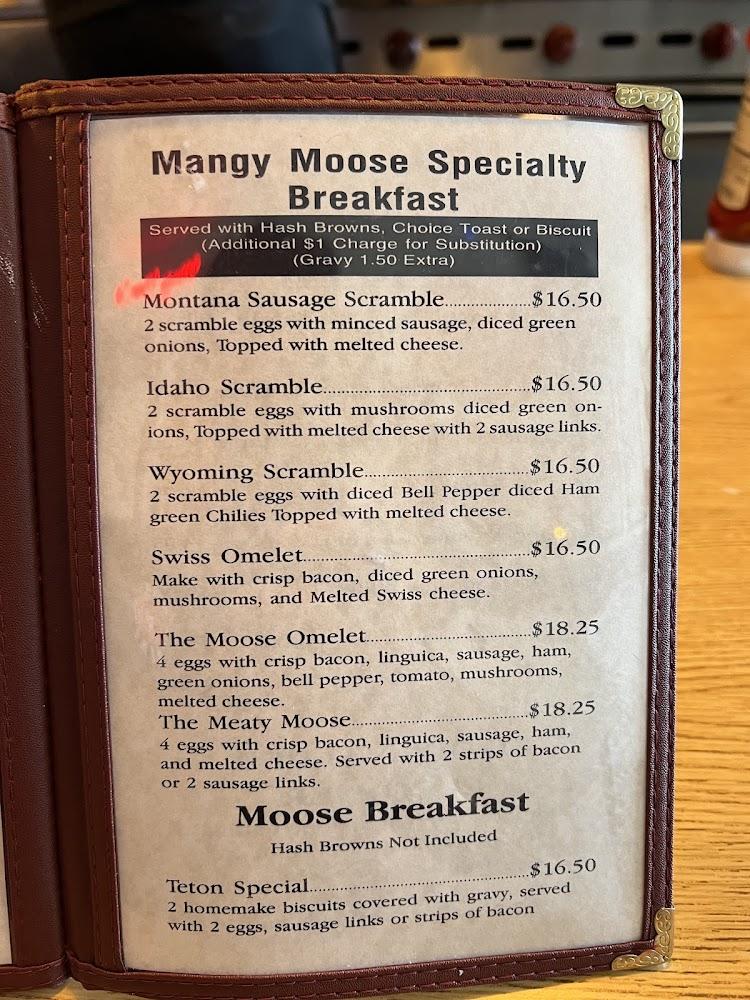 Mangy Moose Specialty
Breakfast
Served with Hash Browns, Choice Toast or Biscuit
(Additional $1 Charge for Substitution)
(Gravy 1.50 Extra)
Montana Sausage Scramble..................$16.50
2 scramble eggs with minced sausage, diced green
onions, Topped with melted cheese.
Idaho Scramble...........................................$16.50
2 scramble eggs with mushrooms diced green on-
ions, Topped with melted cheese with 2 sausage links.
Wyoming Scramble..................................$16.50
2 scramble eggs with diced Bell Pepper diced Ham
green Chilies Topped with melted cheese.
Swiss Omelet...............................................$16.50
Make with crisp bacon, diced green onions,
mushrooms, and Melted Swiss cheese.
The Moose Omelet..................................$18.25
4 eggs with crisp bacon, linguica, sausage, ham,
green onions, bell pepper, tomato, mushrooms,
melted cheese.
The Meaty Moose.....................................$18.25
4 eggs with crisp bacon, linguica, sausage, ham,
and melted cheese. Served with 2 strips of bacon
or 2 sausage links.
Moose Breakfast
Hash Browns Not Included
Teton Special..............................................$16.50
2 homemake biscuits covered with gravy, served
with 2 eggs, sausage links or strips of bacon